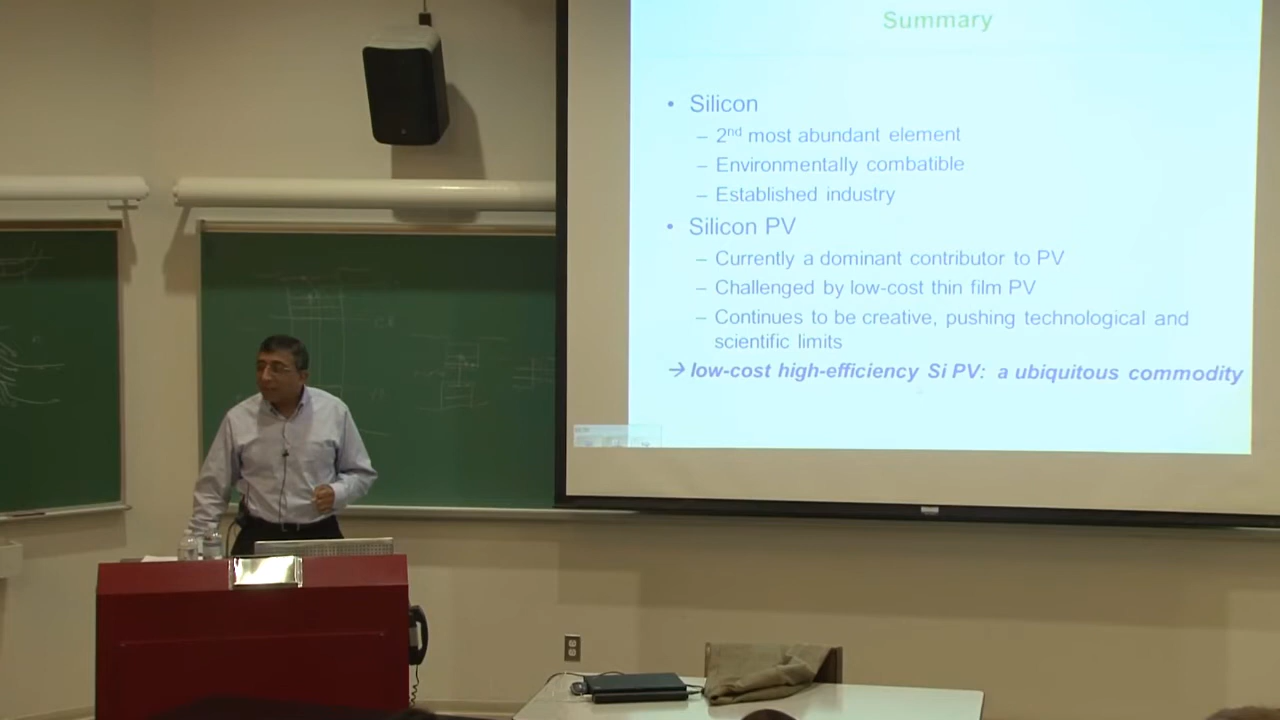 Summary
• Silicon
– 2nd most abundant element
– Environmentally combatible
– Established industry
• Silicon PV
– Currently a dominant contributor to PV
– Challenged by low-cost thin film PV
– Continues to be creative, pushing technological and
scientific limits
→ low-cost high-efficiency Si PV: a ubiquitous commodity